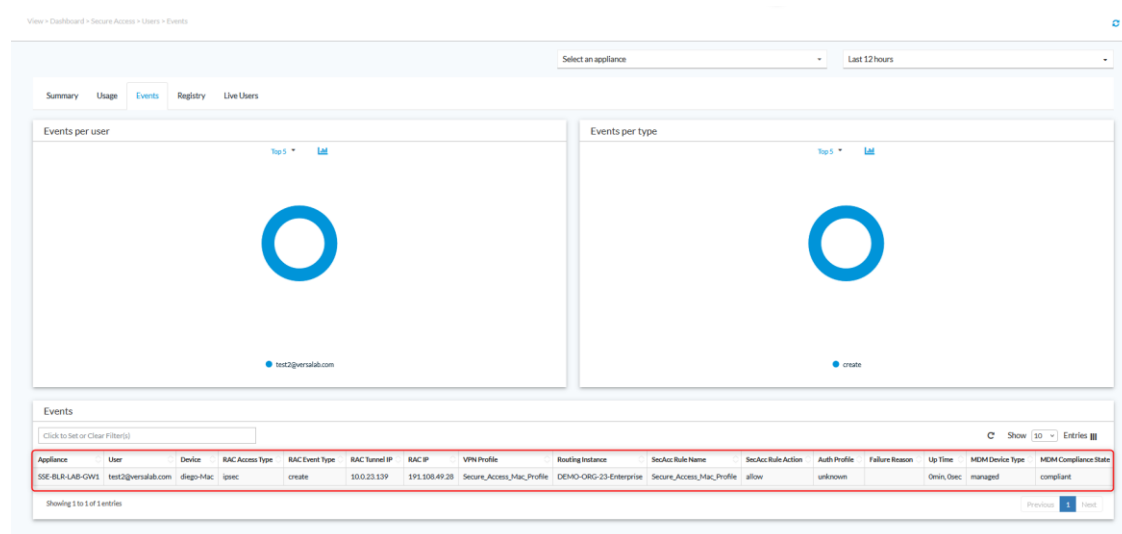 View > Dashboard > Secure Access > Users > Events
Select an appliance
Last 12 hours
Summary Usage Events Registry Live Users
Events per user
Events per type
Top 5
Top 5
test2@versalab.com
create
Events
Click to Set or Clear Filter(s)
Show 10 Entries
Appliance User Device RAC Access Type RAC Event Type RAC Tunnel IP RAC IP VPN Profile Routing Instance SecAcc Rule Name SecAcc Rule Action Auth Profile Failure Reason Up Time MDM Device Type MDM Compliance State
SSE-BLR-LAB-GW1 test2@versalab.com diego-Mac ipsec create 10.0.23.139 191.108.49.28 Secure_Access_Mac_Profile DEMO-ORG-23-Enterprise Secure_Access_Mac_Profile allow unknown 0min, 0sec managed compliant
Showing 1 to 1 of 1 entries
Previous 1 Next